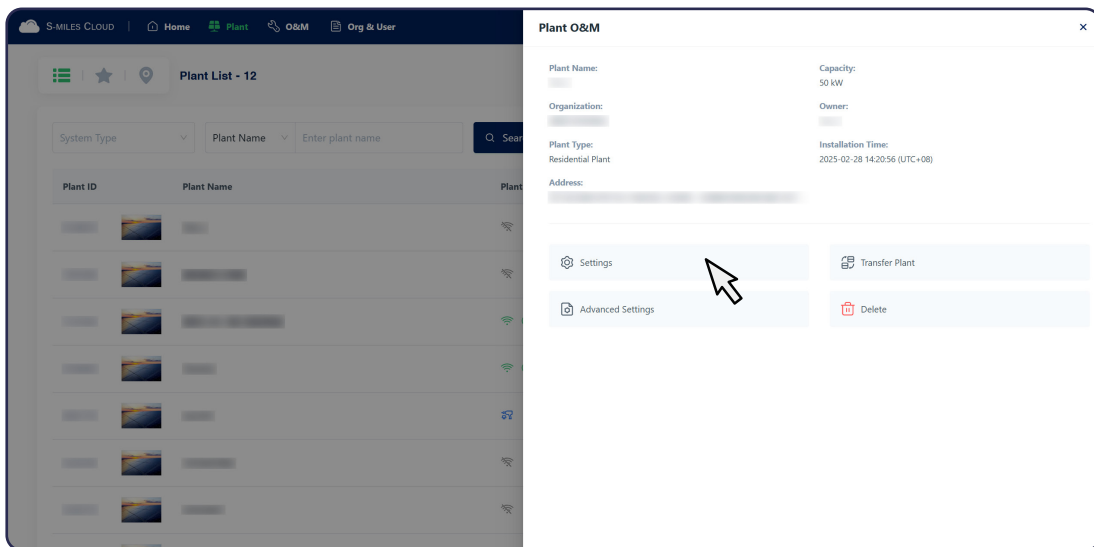 S-MILES CLOUD | Home Plant O&M Org & User
Plant List - 12
System Type Plant Name Enter plant name Sear
Plant ID Plant Name Plant
Plant O&M ×
Plant Name: Capacity:
50 kW
Organization: Owner:
Plant Type: Installation Time:
Residential Plant 2025-02-28 14:20:56 (UTC+08)
Address:
Settings Transfer Plant
Advanced Settings Delete